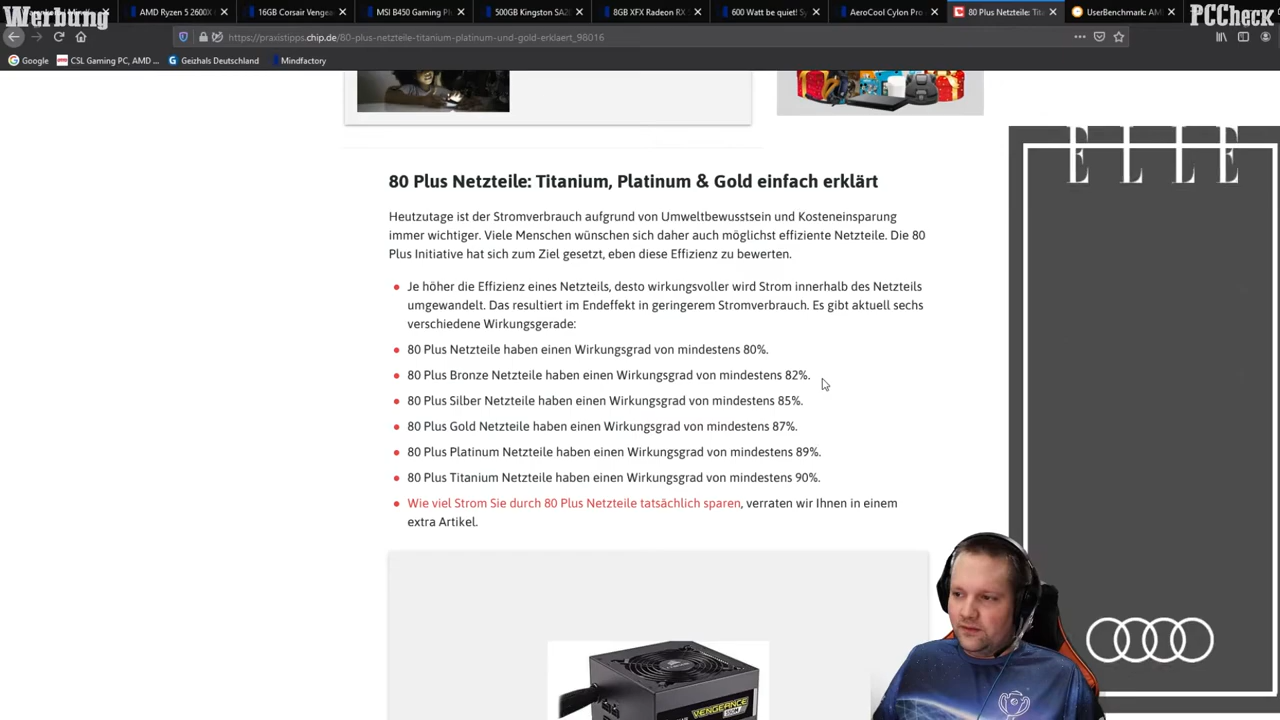 Werbung
AMD Ryzen 5 2600X
16GB Corsair Vengea
MSI B450 Gaming Pl
500GB Kingston SA2
8GB XFX Radeon RX
600 Watt be quiet! Sy
AeroCool Cylon Pro
80 Plus Netzteile: Tita
UserBenchmark: AM
PCCheck
https://praxistipps.chip.de/80-plus-netzteile-titanium-platinum-und-gold-erklaert_98016
Google
CSL Gaming PC, AMD ...
Geizhals Deutschland
Mindfactory
ELLE
80 Plus Netzteile: Titanium, Platinum & Gold einfach erklärt
Heutzutage ist der Stromverbrauch aufgrund von Umweltbewusstsein und Kosteneinsparung
immer wichtiger. Viele Menschen wünschen sich daher auch möglichst effiziente Netzteile. Die 80
Plus Initiative hat sich zum Ziel gesetzt, eben diese Effizienz zu bewerten.
Je höher die Effizienz eines Netzteils, desto wirkungsvoller wird Strom innerhalb des Netzteils
umgewandelt. Das resultiert im Endeffekt in geringerem Stromverbrauch. Es gibt aktuell sechs
verschiedene Wirkungsgerade:
80 Plus Netzteile haben einen Wirkungsgrad von mindestens 80%.
80 Plus Bronze Netzteile haben einen Wirkungsgrad von mindestens 82%.
80 Plus Silber Netzteile haben einen Wirkungsgrad von mindestens 85%.
80 Plus Gold Netzteile haben einen Wirkungsgrad von mindestens 87%.
80 Plus Platinum Netzteile haben einen Wirkungsgrad von mindestens 89%.
80 Plus Titanium Netzteile haben einen Wirkungsgrad von mindestens 90%.
Wie viel Strom Sie durch 80 Plus Netzteile tatsächlich sparen, verraten wir Ihnen in einem
extra Artikel.
VENGEANCE